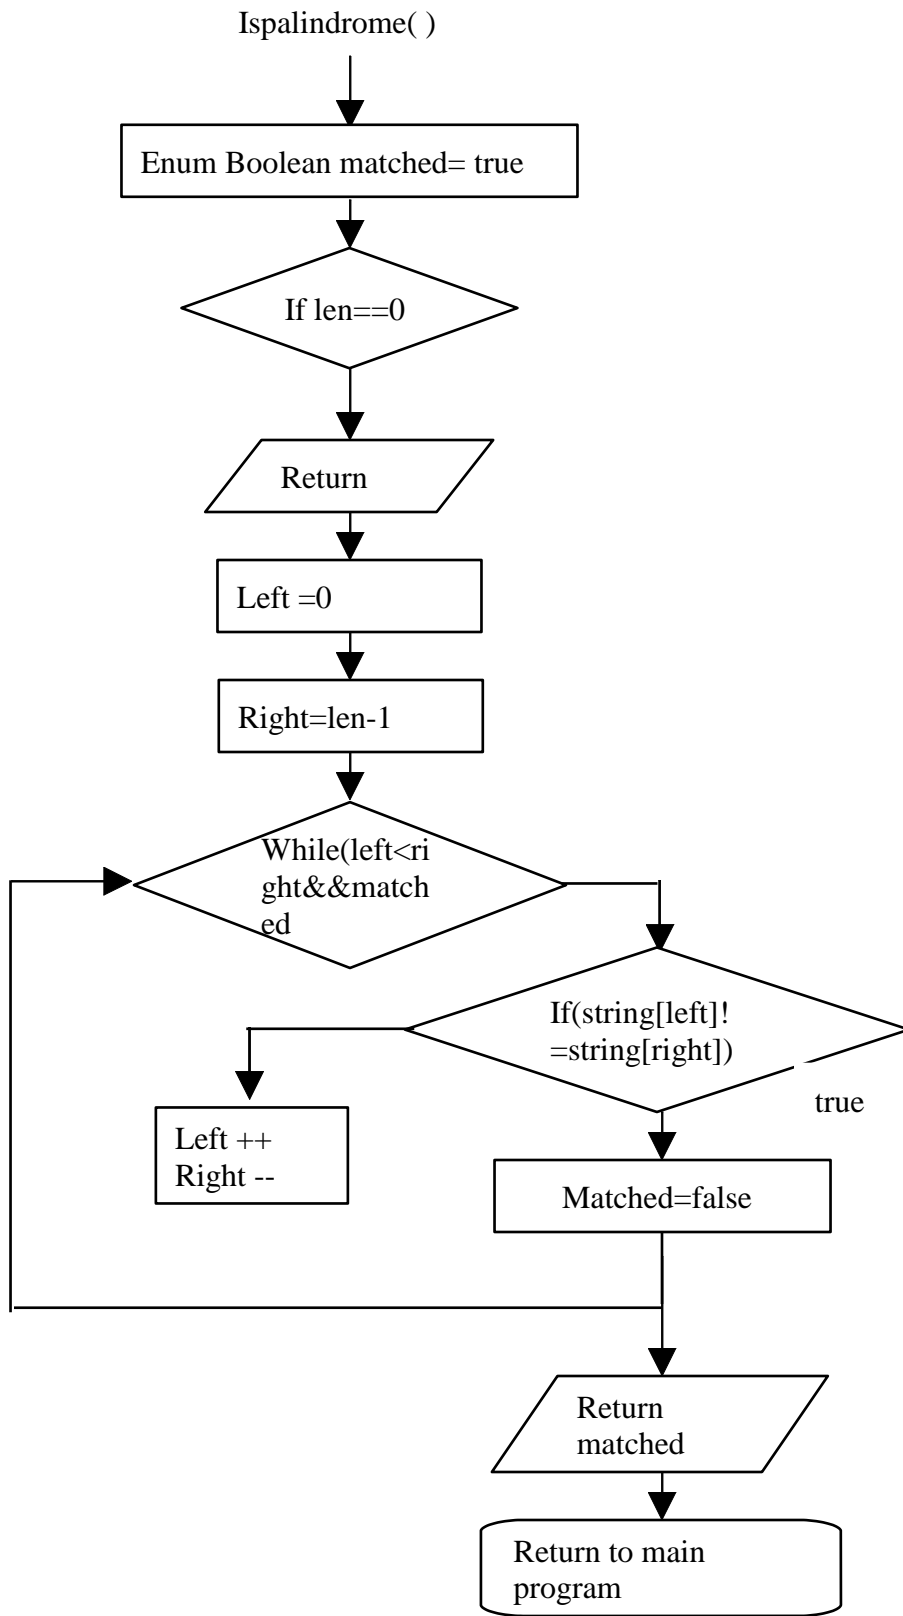 Ispalindrome( )
Enum Boolean matched= true
If len==0
Return
Left =0
Right=len-1
While(left<ri
ght&&match
ed
If(string[left]!
=string[right])
true
Left ++
Right --
Matched=false
Return
matched
Return to main
program